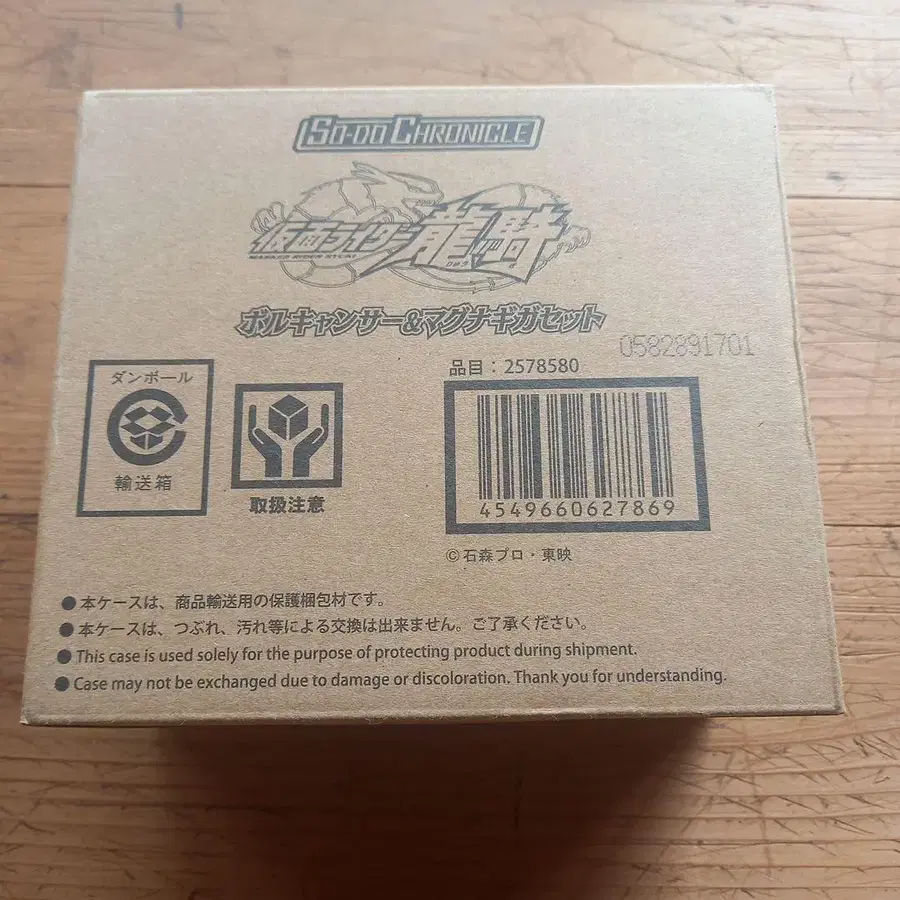 SO-DO CHRONICLE
仮面ライダー龍騎
MASKED RIDER RYUKI
ボルキャンサー&マグナギガセット
0582891701
品目：2578580
ダンボール
輸送箱
取扱注意
4549660627869
©石森プロ・東映
●本ケースは、商品輸送用の保護梱包材です。
●本ケースは、つぶれ、汚れ等による交換は出来ません。ご了承ください。
●This case is used solely for the purpose of protecting product during shipment.
●Case may not be exchanged due to damage or discoloration. Thank you for understanding.